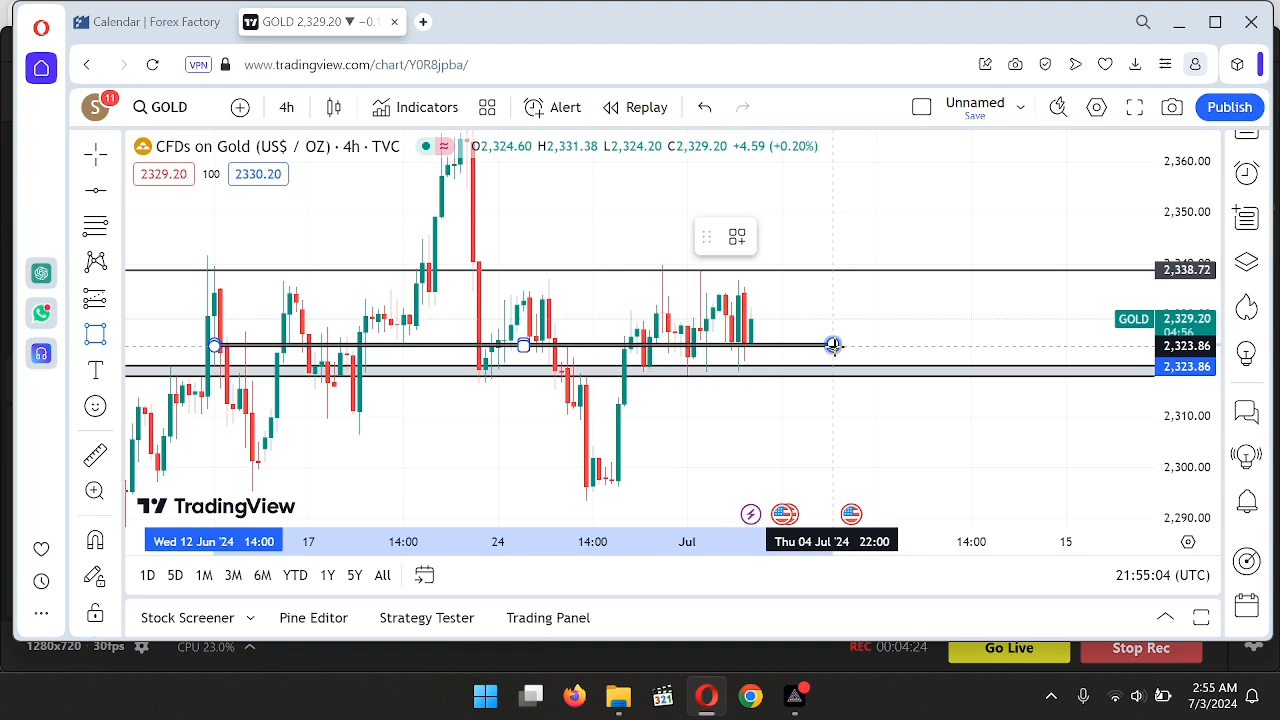 Calendar | Forex Factory
GOLD 2,329.20 ▼ −0.1
VPN
www.tradingview.com/chart/Y0R8jpba/
S
11
GOLD
4h
Indicators
Alert
Replay
Unnamed
Save
Publish
CFDs on Gold (US$ / OZ) · 4h · TVC
O2,324.60 H2,331.38 L2,324.20 C2,329.20 +4.59 (+0.20%)
2329.20
100
2330.20
2,360.00
2,350.00
2,338.72
GOLD
2,329.20
04:56
2,323.86
2,323.86
2,310.00
2,300.00
2,290.00
TradingView
Wed 12 Jun '24 14:00
17
14:00
24
14:00
Jul
Thu 04 Jul '24 22:00
14:00
15
1D
5D
1M
3M
6M
YTD
1Y
5Y
All
21:55:04 (UTC)
Stock Screener
Pine Editor
Strategy Tester
Trading Panel
1280x720
30fps
CPU 23.0%
REC 00:04:24
Go Live
Stop Rec
321
2:55 AM
7/3/2024